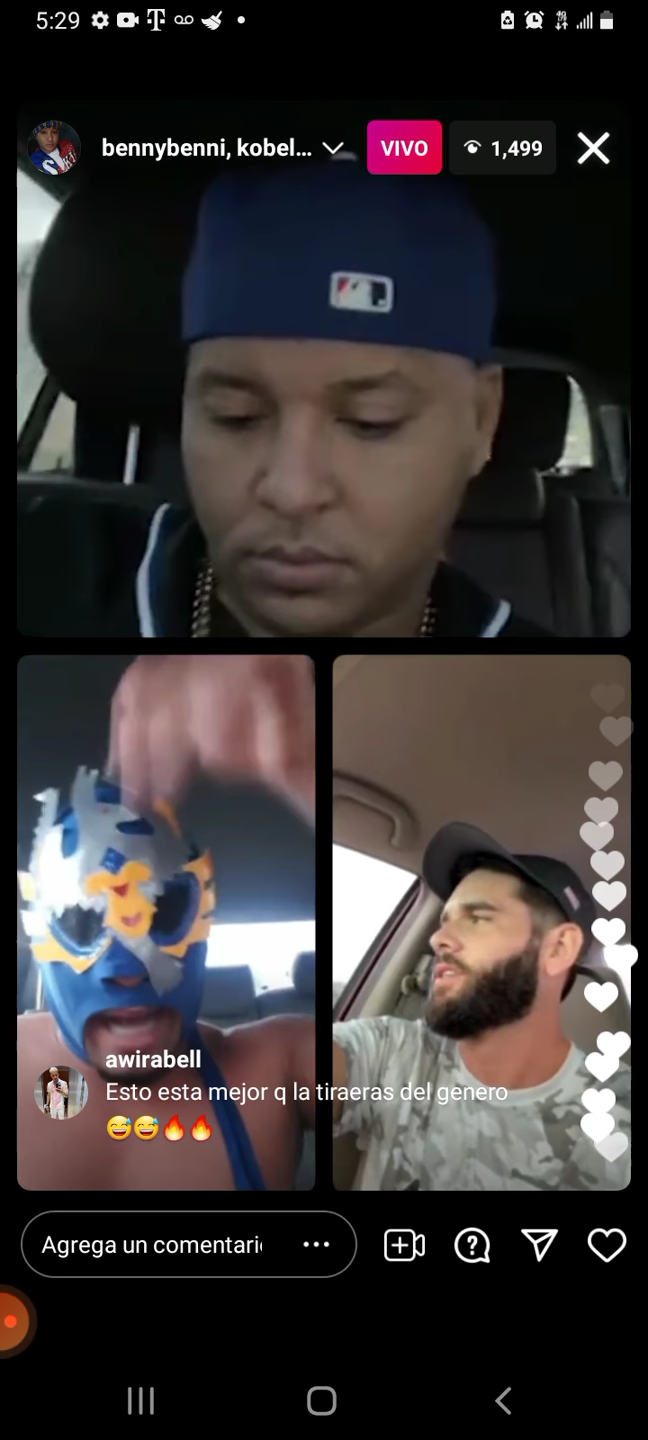 5:29
bennybenni, kobel...
VIVO
1,499
awirabell
Esto esta mejor q la tiraeras del genero
😅😅🔥🔥
Agrega un comentari